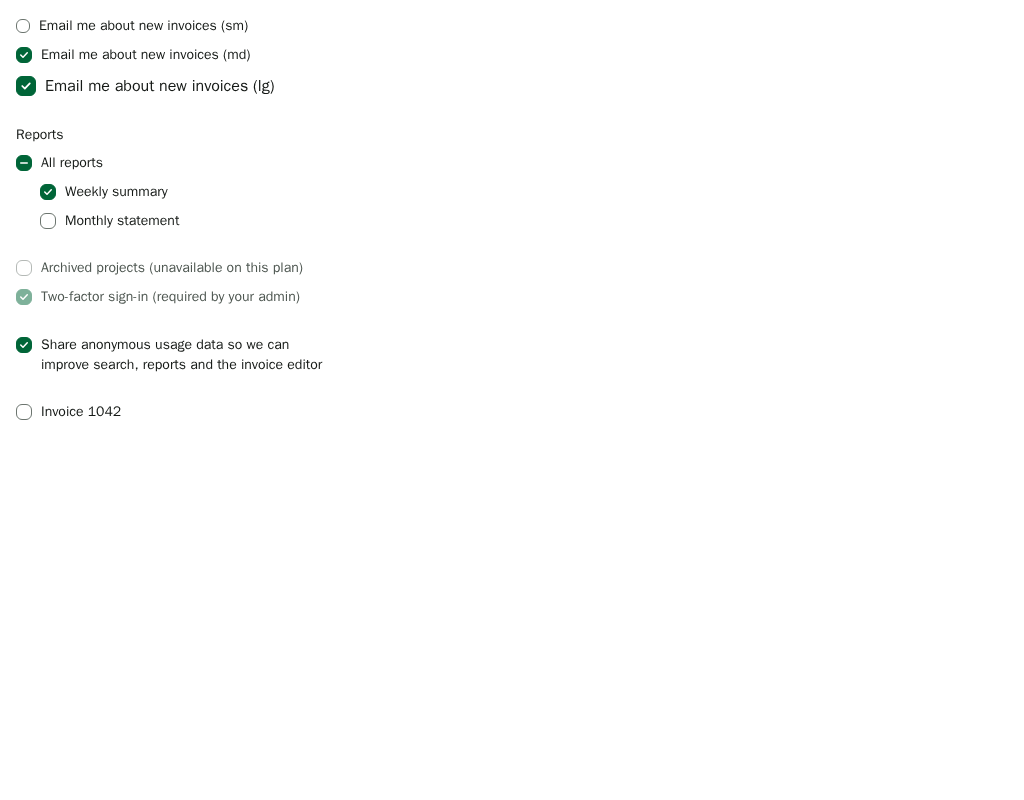 Email me about new invoices (sm)
Email me about new invoices (md)
Email me about new invoices (lg)
Reports
All reports
Weekly summary
Monthly statement
Archived projects (unavailable on this plan)
Two-factor sign-in (required by your admin)
Share anonymous usage data so we can
improve search, reports and the invoice editor
Invoice 1042